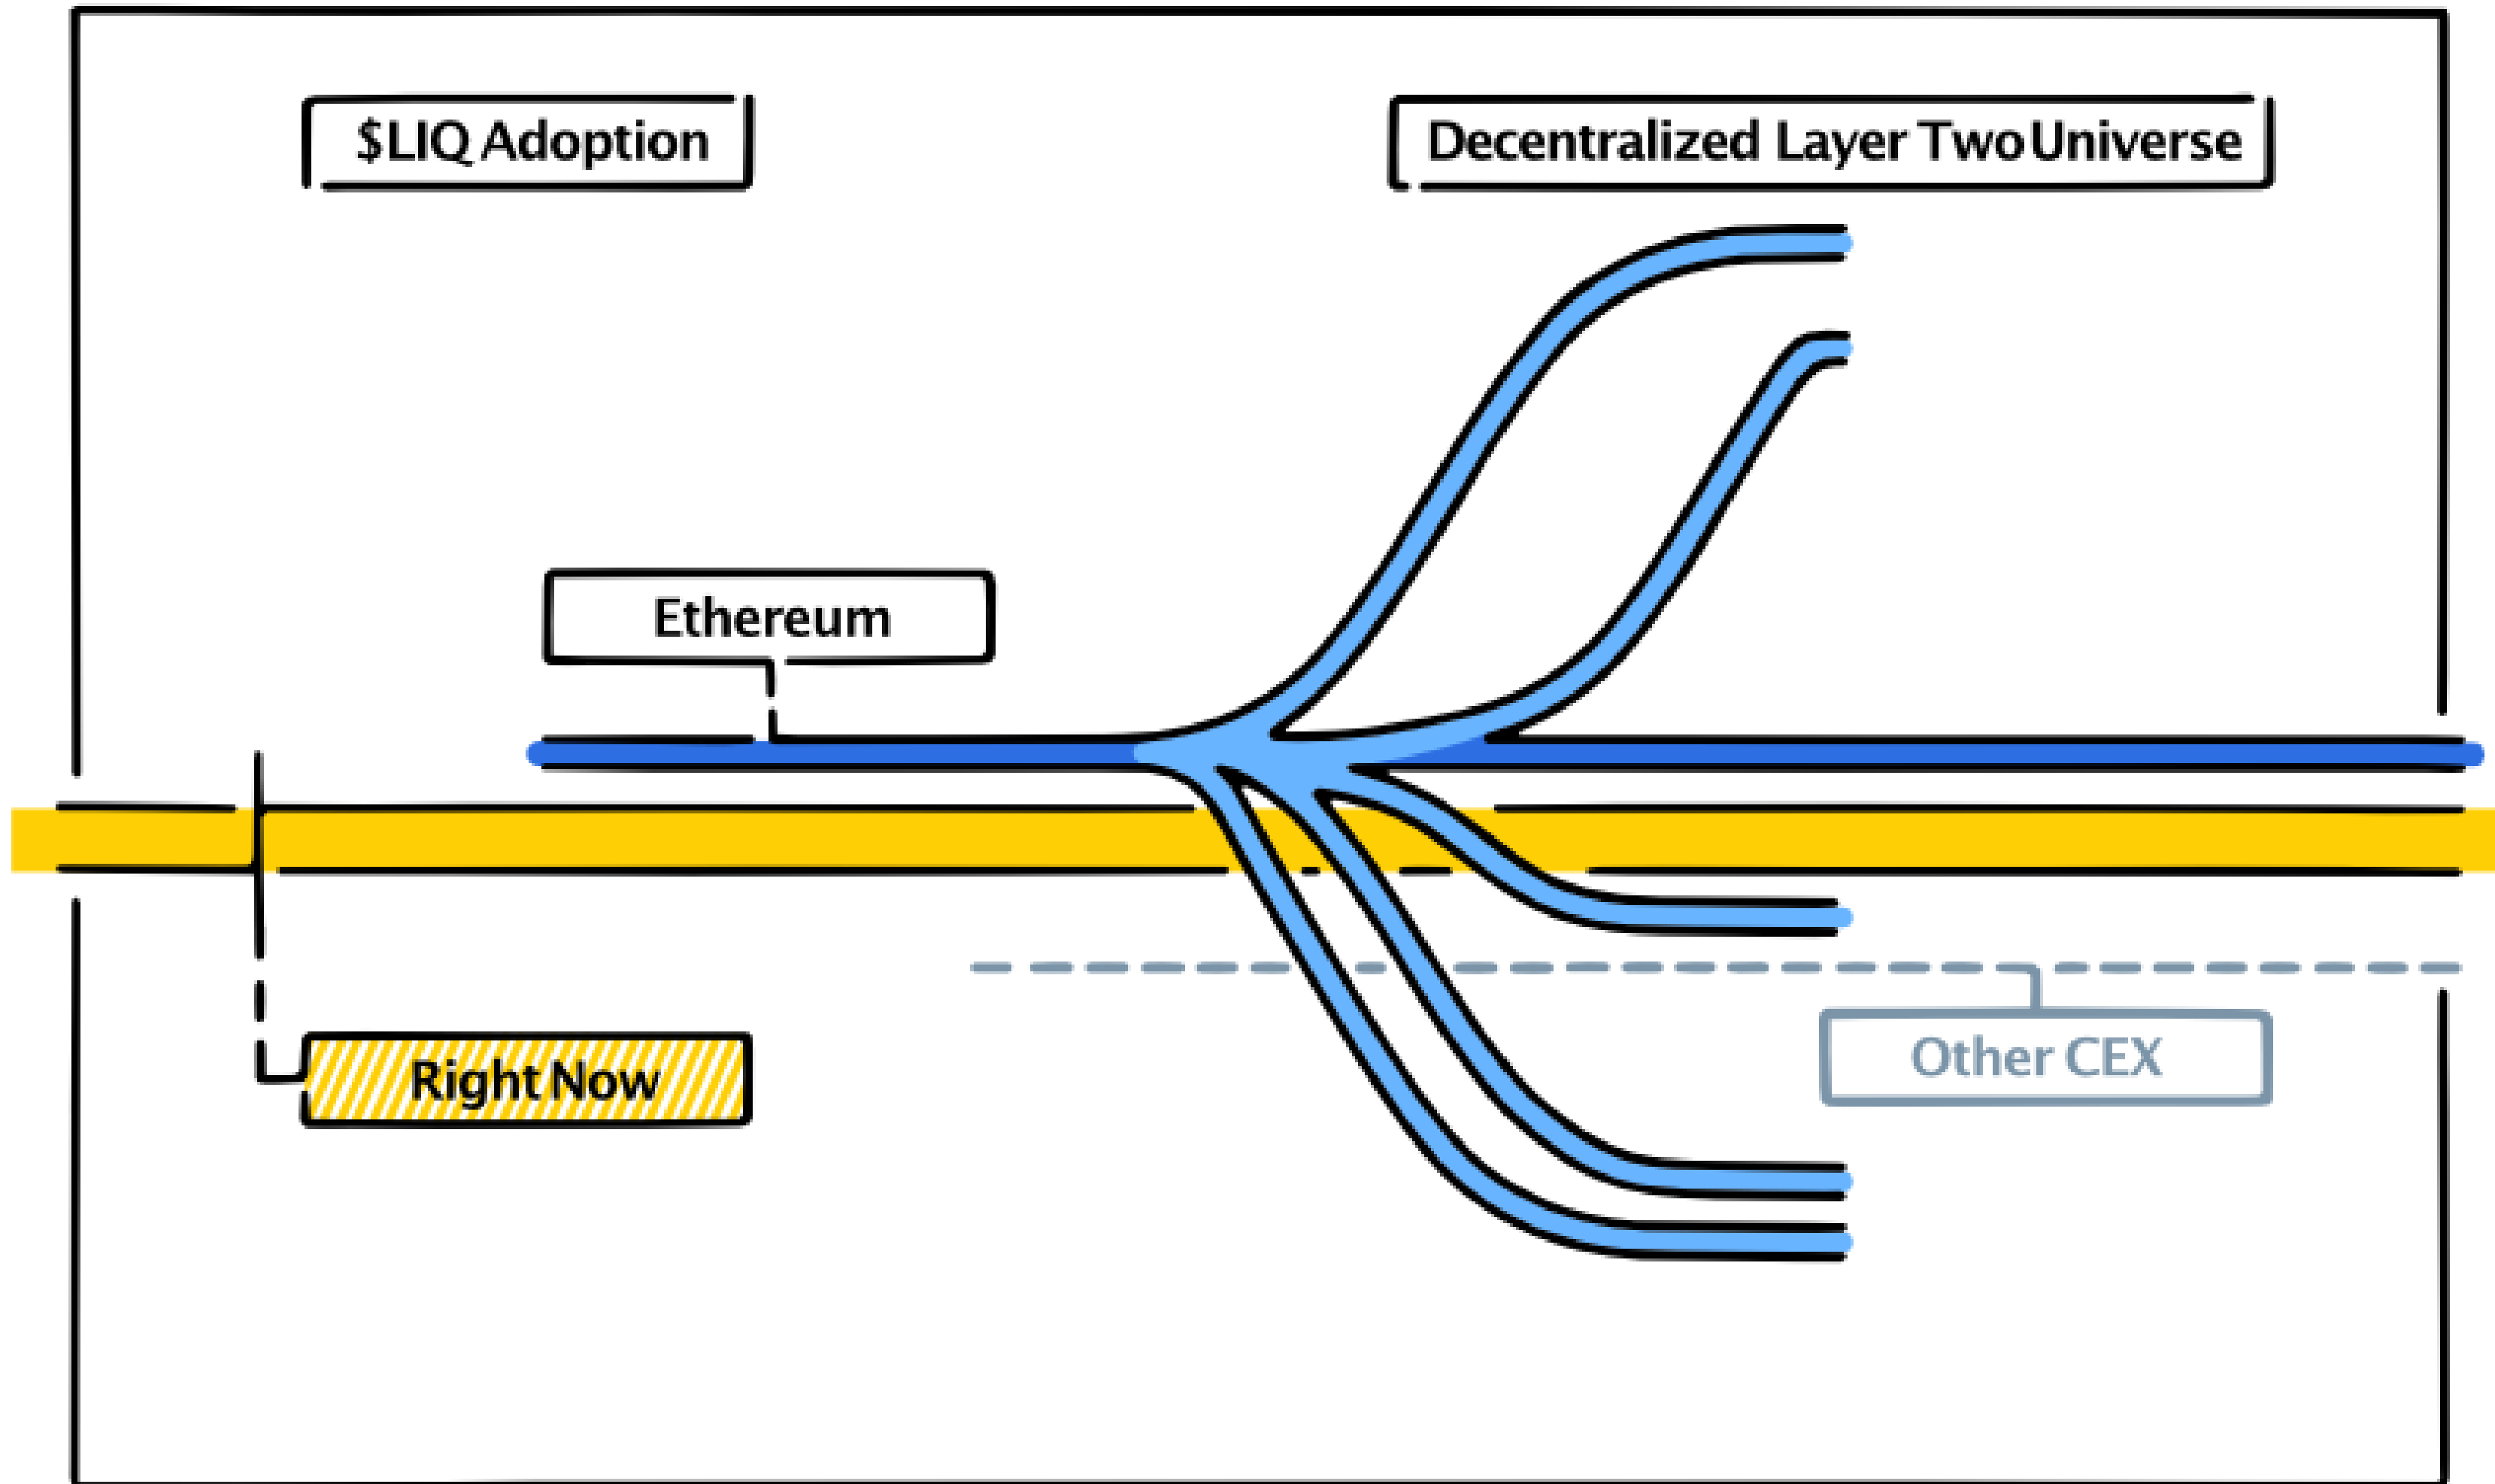 $LIQ Adoption
Decentralized Layer Two Universe
Ethereum
Other CEX
Right Now